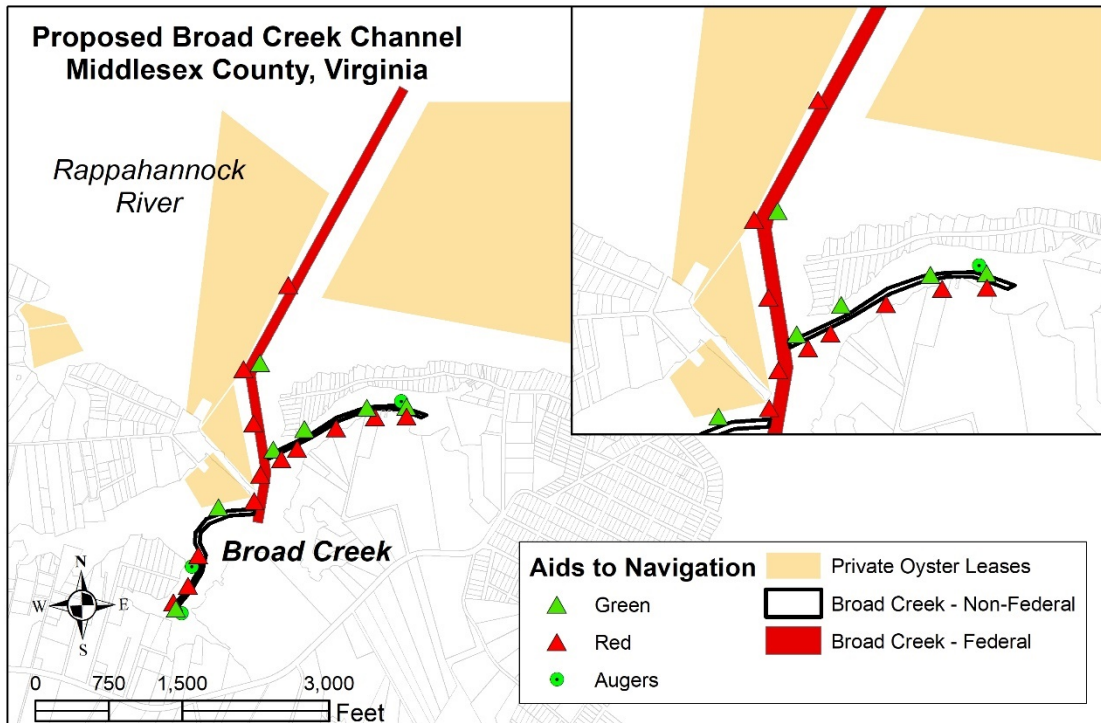 Proposed Broad Creek Channel
Middlesex County, Virginia
Rappahannock
River
Broad Creek
N
W
E
S
0
750
1,500
3,000
Feet
Aids to Navigation
Green
Red
Augers
Private Oyster Leases
Broad Creek - Non-Federal
Broad Creek - Federal